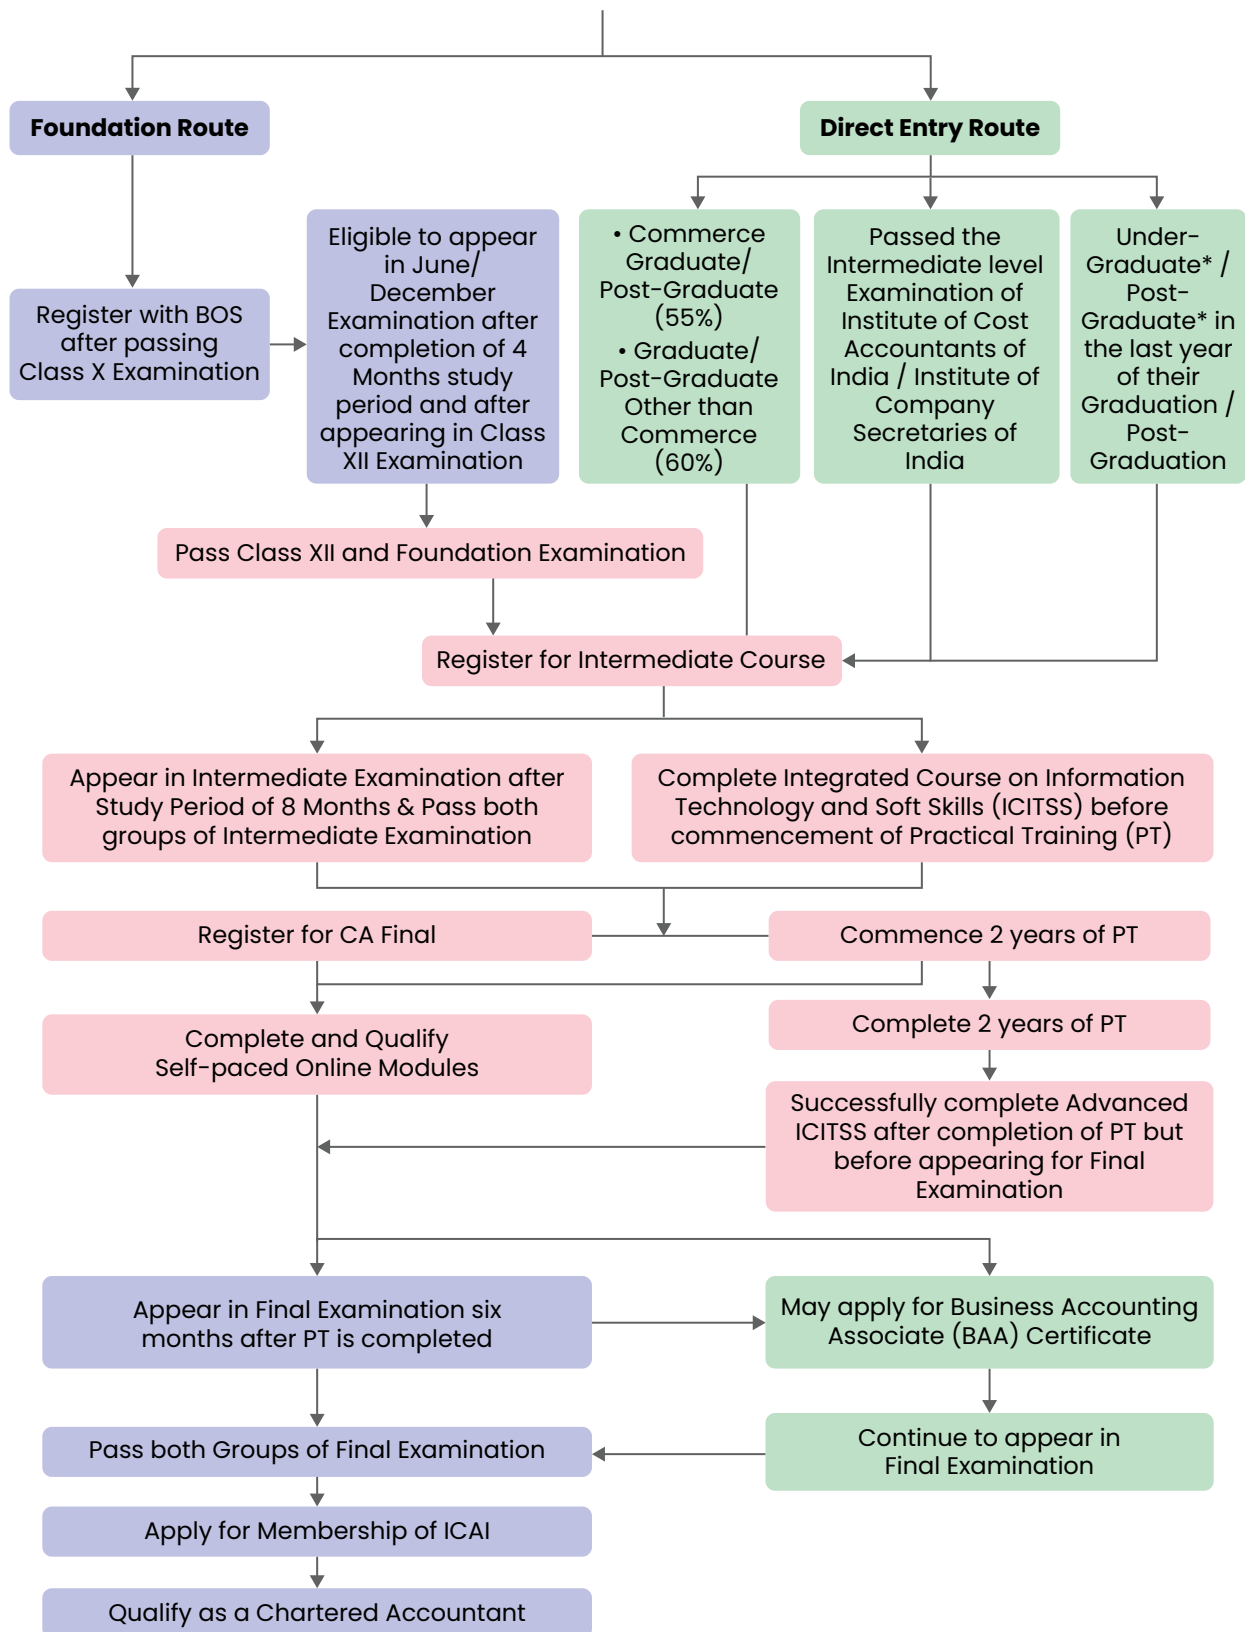 Foundation Route
Direct Entry Route
Register with BOS
after passing
Class X Examination
Eligible to appear
in June/
December
Examination after
completion of 4
Months study
period and after
appearing in Class
XII Examination
• Commerce
Graduate/
Post-Graduate
(55%)
• Graduate/
Post-Graduate
Other than
Commerce
(60%)
Passed the
Intermediate level
Examination of
Institute of Cost
Accountants of
India / Institute of
Company
Secretaries of
India
Under-
Graduate* /
Post-
Graduate* in
the last year
of their
Graduation /
Post-
Graduation
Pass Class XII and Foundation Examination
Register for Intermediate Course
Appear in Intermediate Examination after
Study Period of 8 Months & Pass both
groups of Intermediate Examination
Complete Integrated Course on Information
Technology and Soft Skills (ICITSS) before
commencement of Practical Training (PT)
Register for CA Final
Commence 2 years of PT
Complete and Qualify
Self-paced Online Modules
Complete 2 years of PT
Successfully complete Advanced
ICITSS after completion of PT but
before appearing for Final
Examination
Appear in Final Examination six
months after PT is completed
May apply for Business Accounting
Associate (BAA) Certificate
Pass both Groups of Final Examination
Continue to appear in
Final Examination
Apply for Membership of ICAI
Qualify as a Chartered Accountant